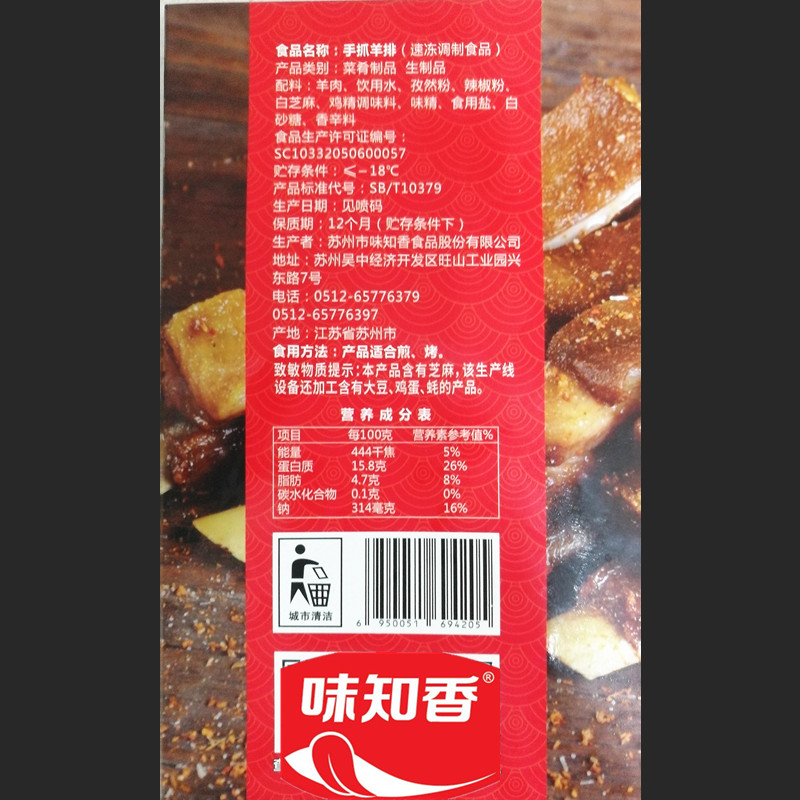 食品名称：手抓羊排（速冻调制食品）
产品类别：菜肴制品 生制品
配料：羊肉、饮用水、孜然粉、辣椒粉、
白芝麻、鸡精调味料、味精、食用盐、白
砂糖、香辛料
食品生产许可证编号：
SC10332050600057
贮存条件：≤－18℃
产品标准代号：SB/T10379
生产日期：见喷码
保质期：12个月（贮存条件下）
生产者：苏州市味知香食品股份有限公司
地址：苏州吴中经济开发区旺山工业园兴
东路7号
电话：0512-65776379
0512-65776397
产地：江苏省苏州市
食用方法：产品适合煎、烤。
致敏物质提示：本产品含有芝麻，该生产线
设备还加工含有大豆、鸡蛋、蚝的产品。
营养成分表
项目 每100克 营养素参考值%
能量 444千焦 5%
蛋白质 15.8克 26%
脂肪 4.7克 8%
碳水化合物 0.1克 0%
钠 314毫克 16%
城市清洁
6 950051 694205
味知香®